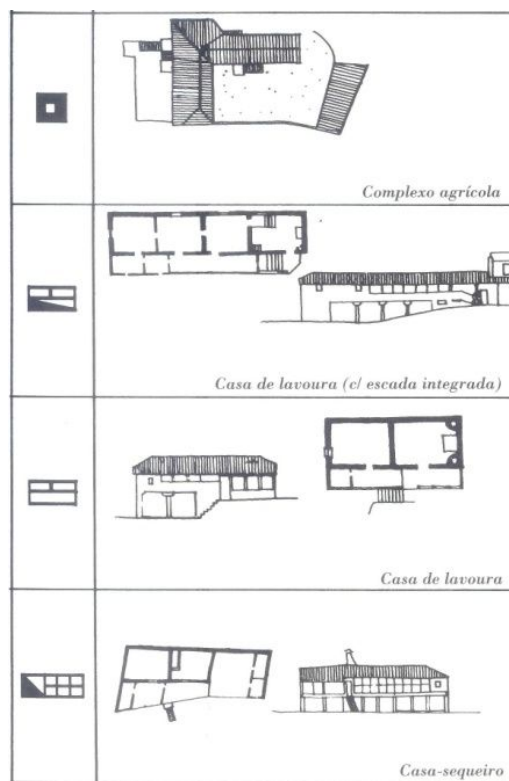 Complexo agrícola
Casa de lavoura (c/ escada integrada)
Casa de lavoura
Casa-sequeiro